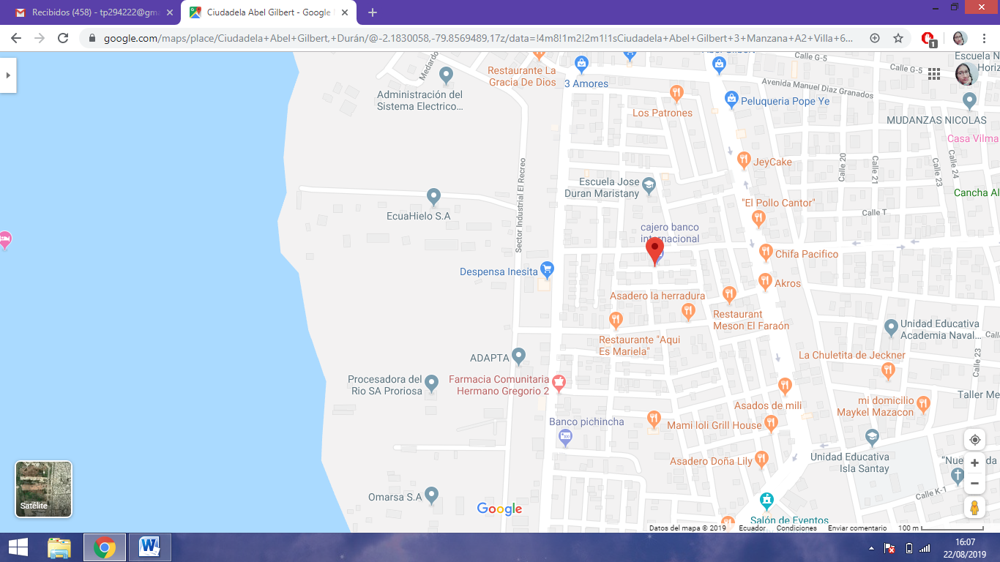 Recibidos (458) - tp294222@gma
Ciudadela Abel Gilbert - Google
google.com/maps/place/Ciudadela+Abel+Gilbert,+Durán/@-2.1830058,-79.8569489,17z/data=!4m8!1m2!2m1!1sCiudadela+Abel+Gilbert+3+Manzana+A2+Villa+6...
1
Medardo
Restaurante La
Gracia De Dios
3 Amores
Calle G-5
Escuela N
Horiz
Calle G-5
Avenida Manuel Diaz Granados
Administración del
Sistema Electrico...
Los Patrones
Peluqueria Pope Ye
MUDANZAS NICOLAS
Casa Vilma
JeyCake
Calle 20
Calle 21
Calle 23
Calle 24
Sector Industrial El Recreo
Escuela Jose
Duran Maristany
Cancha Al
"El Pollo Cantor"
EcuaHielo S.A
Calle T
cajero banco
internacional
Chifa Pacifico
Despensa Inesita
Akros
Asadero la herradura
Restaurant
Meson El Faraón
Unidad Educativa
Academia Naval...
Restaurante "Aqui
Es Mariela"
Calle 23
ADAPTA
La Chuletita de Jeckner
Procesadora del
Rio SA Proriosa
Farmacia Comunitaria
Hermano Gregorio 2
Taller Me
Asados de mili
mi domicilio
Maykel Mazacon
Banco pichincha
Mami loli Grill House
Asadero Doña Lily
Unidad Educativa
Isla Santay
Calle K-1
Omarsa S.A
Satélite
Google
Salón de Eventos
Datos del mapa © 2019 Ecuador Condiciones Enviar comentario 100 m
16:07
22/08/2019